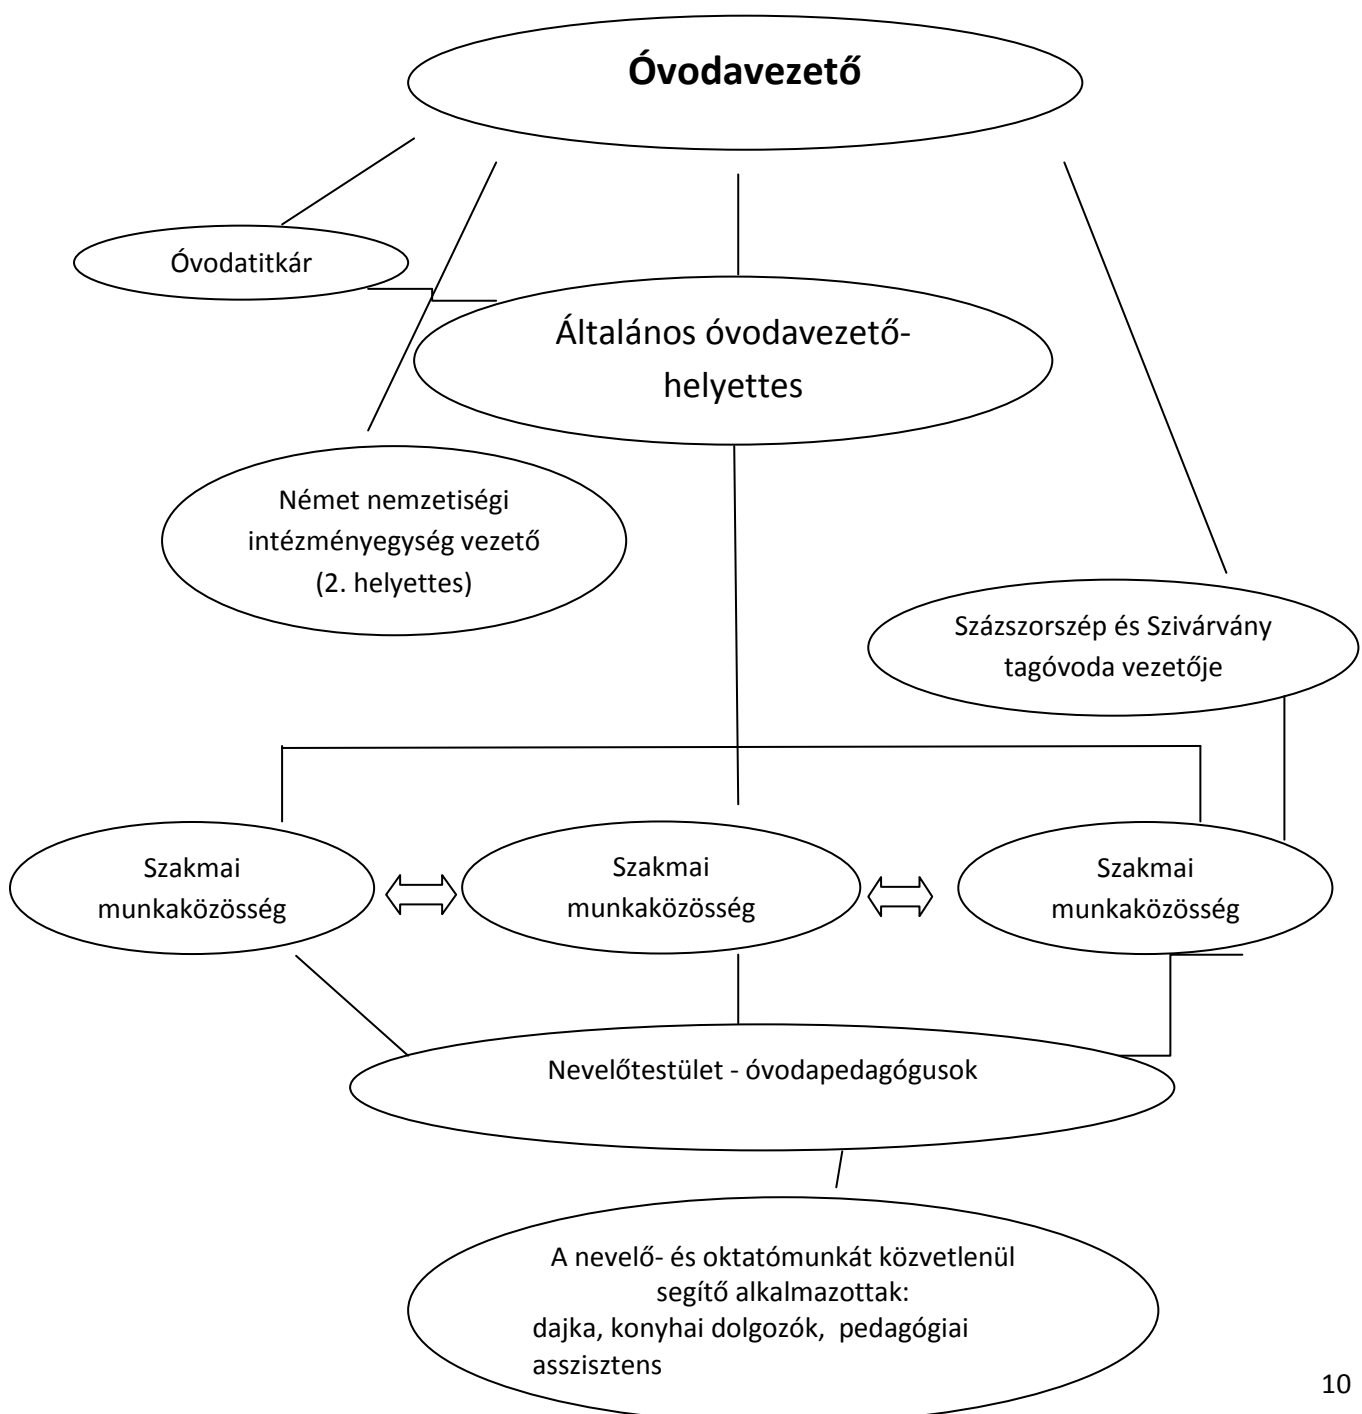 Óvodavezető
Óvodatitkár
Általános óvodavezető-
helyettes
Német nemzetiségi
intézményegység vezető
(2. helyettes)
Százszorszép és Szivárvány
tagóvoda vezetője
Szakmai
munkaközösség
Szakmai
munkaközösség
Szakmai
munkaközösség
Nevelőtestület - óvodapedagógusok
A nevelő- és oktatómunkát közvetlenül
segítő alkalmazottak:
dajka, konyhai dolgozók, pedagógiai
asszisztens
10